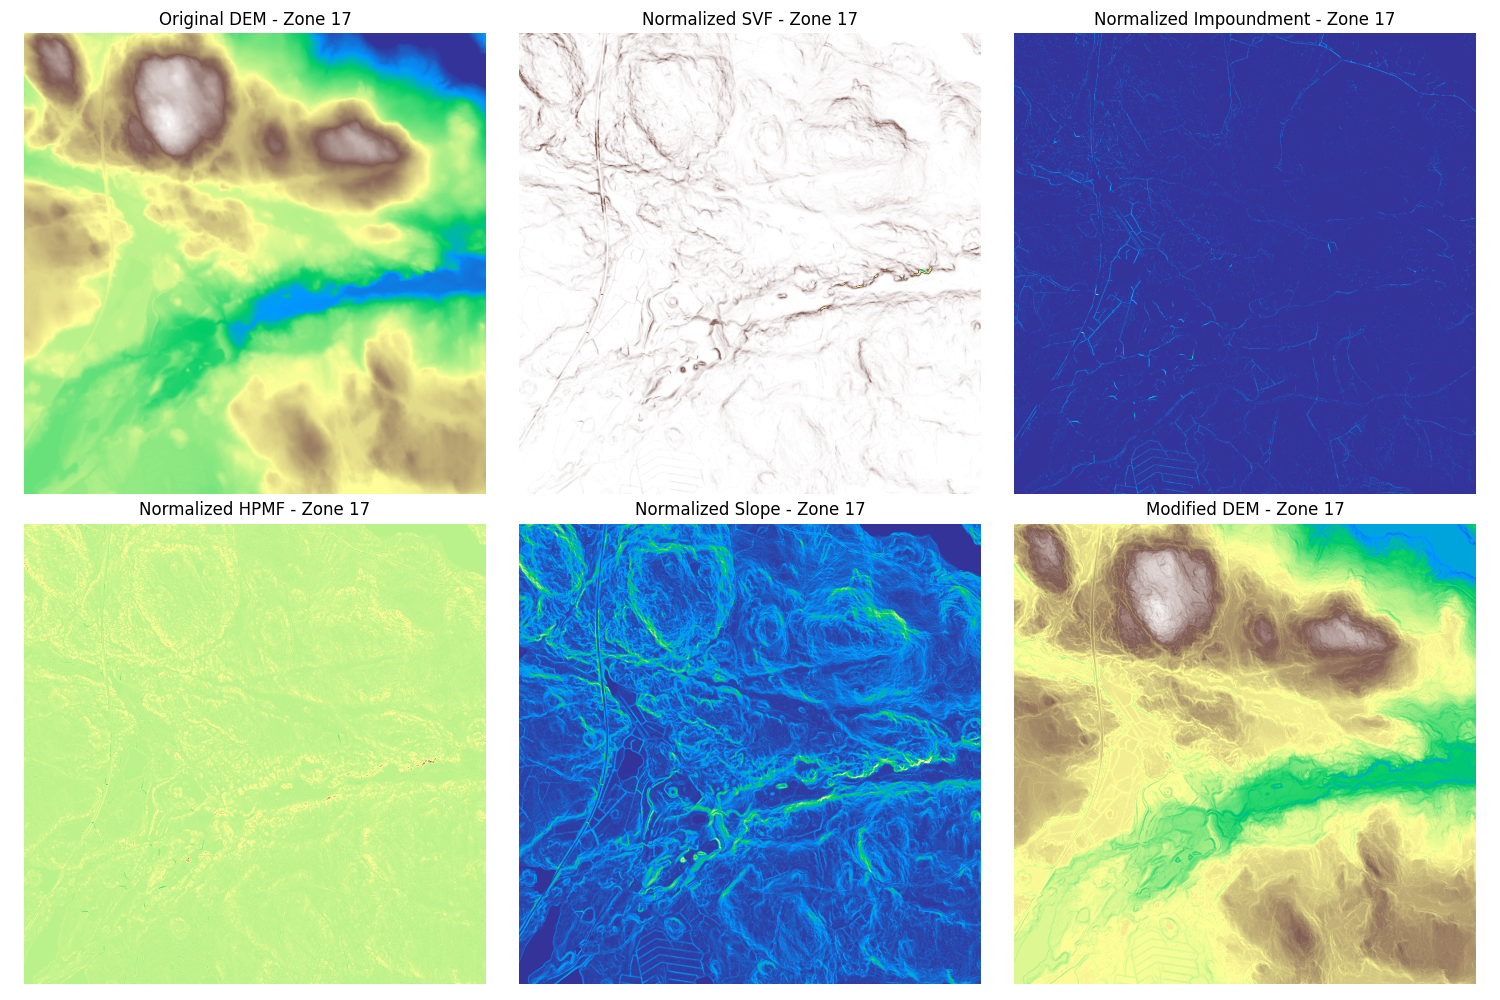 Original DEM - Zone 17
Normalized SVF - Zone 17
Normalized Impoundment - Zone 17
Normalized HPMF - Zone 17
Normalized Slope - Zone 17
Modified DEM - Zone 17